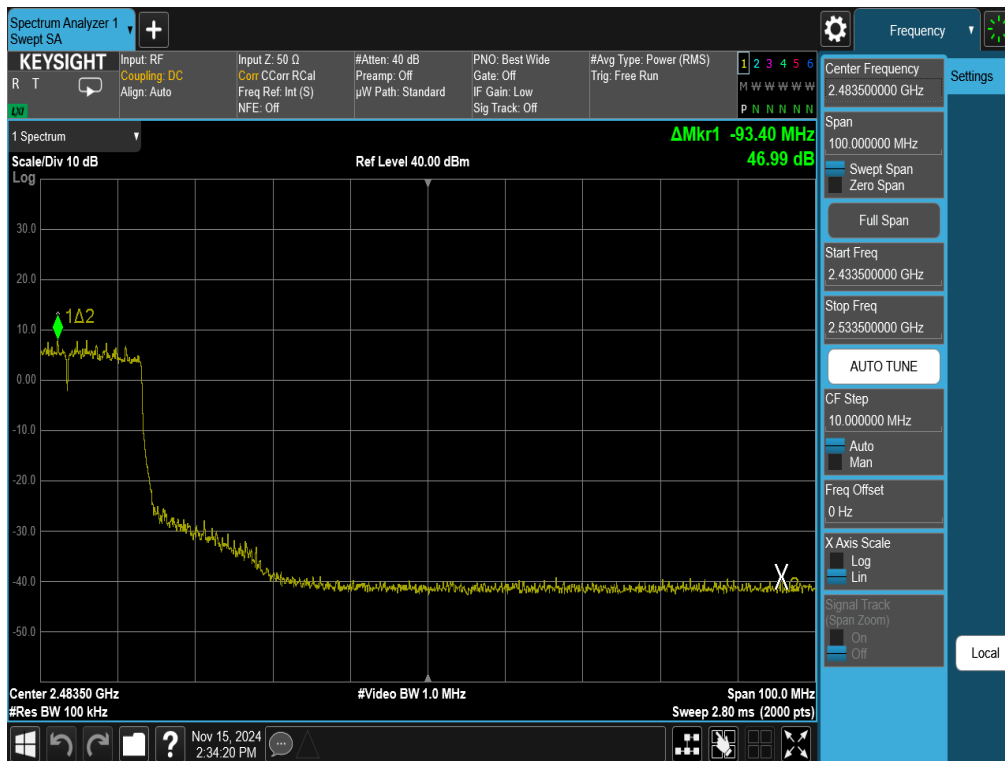 Spectrum Analyzer 1
Swept SA
+
Frequency
KEYSIGHT
R T
LXI
Input: RF
Coupling: DC
Align: Auto
Input Z: 50 Ω
Corr CCorr RCal
Freq Ref: Int (S)
NFE: Off
#Atten: 40 dB
Preamp: Off
µW Path: Standard
PNO: Best Wide
Gate: Off
IF Gain: Low
Sig Track: Off
#Avg Type: Power (RMS)
Trig: Free Run
1 2 3 4 5 6
M W W W W W
P N N N N N
1 Spectrum
ΔMkr1 -93.40 MHz
46.99 dB
Scale/Div 10 dB
Ref Level 40.00 dBm
Log
30.0
20.0
10.0
0.00
-10.0
-20.0
-30.0
-40.0
-50.0
1Δ2
X
2
Center 2.48350 GHz
#Video BW 1.0 MHz
Span 100.0 MHz
#Res BW 100 kHz
Sweep 2.80 ms (2000 pts)
Nov 15, 2024
2:34:20 PM
?
Center Frequency
2.483500000 GHz
Settings
Span
100.000000 MHz
Swept Span
Zero Span
Full Span
Start Freq
2.433500000 GHz
Stop Freq
2.533500000 GHz
AUTO TUNE
CF Step
10.000000 MHz
Auto
Man
Freq Offset
0 Hz
X Axis Scale
Log
Lin
Signal Track
(Span Zoom)
On
Off
Local